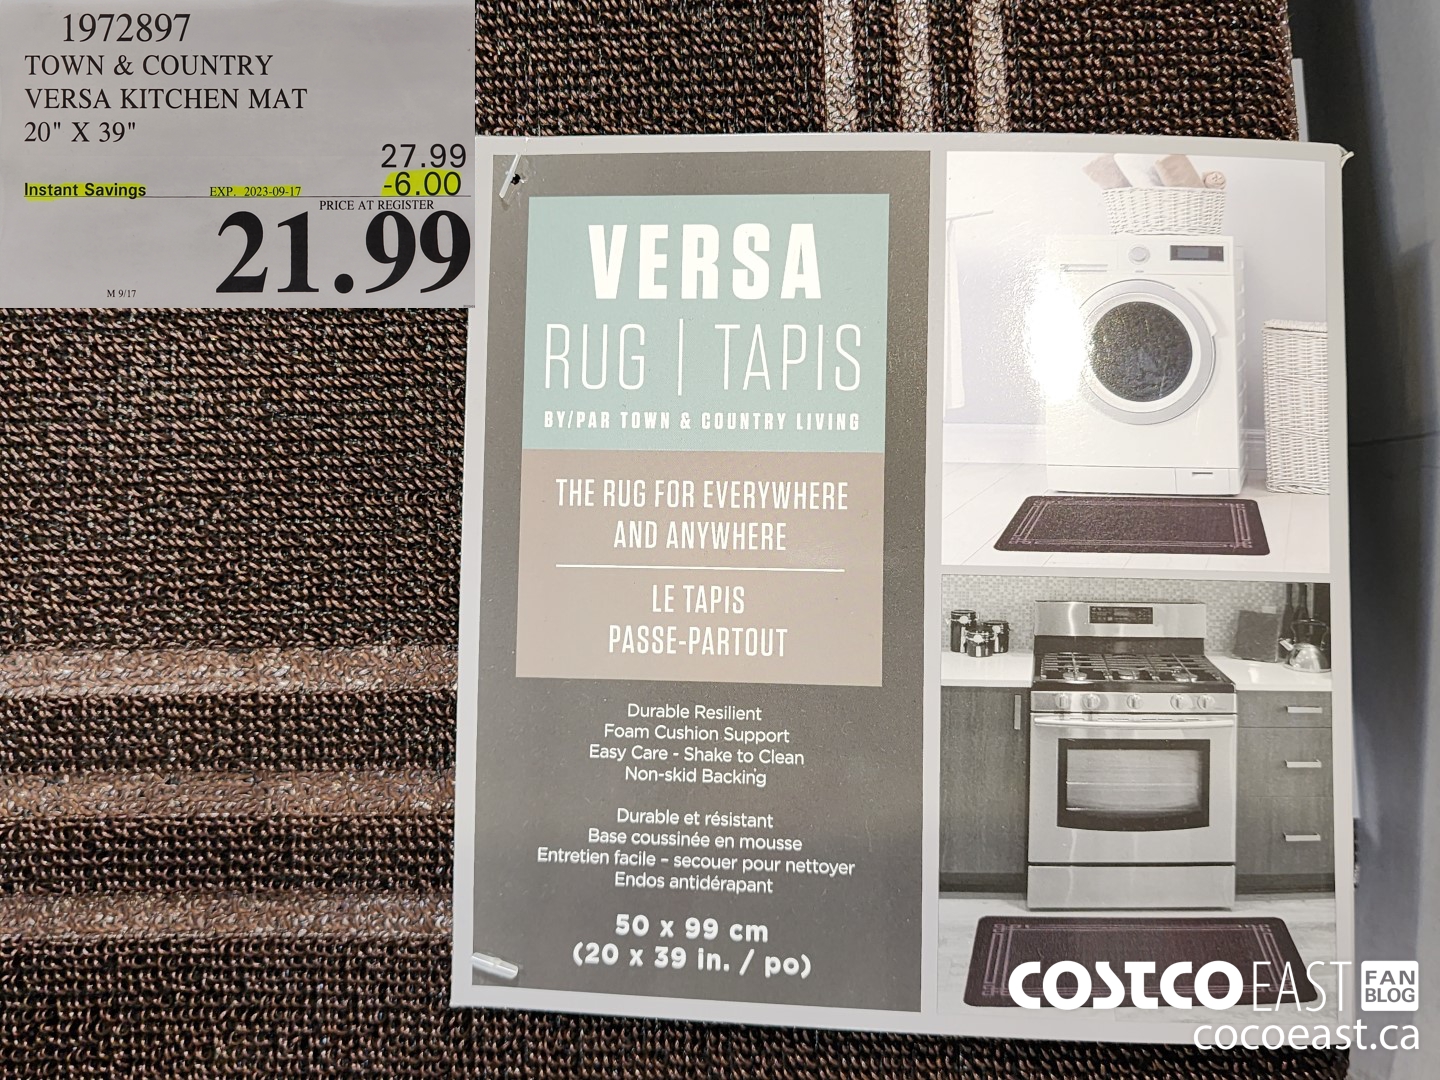 1972897
TOWN & COUNTRY
VERSA KITCHEN MAT
20" X 39"
27.99
Instant Savings EXP. 2023-09-17 -6.00
PRICE AT REGISTER
21.99
M 9/17
VERSA
RUG | TAPIS
BY/PAR TOWN & COUNTRY LIVING
THE RUG FOR EVERYWHERE
AND ANYWHERE
LE TAPIS
PASSE-PARTOUT
Durable Resilient
Foam Cushion Support
Easy Care - Shake to Clean
Non-skid Backing
Durable et résistant
Base coussinée en mousse
Entretien facile – secouer pour nettoyer
Endos antidérapant
50 x 99 cm
(20 x 39 in. / po)
COSTCO EAST FAN BLOG
cocoeast.ca